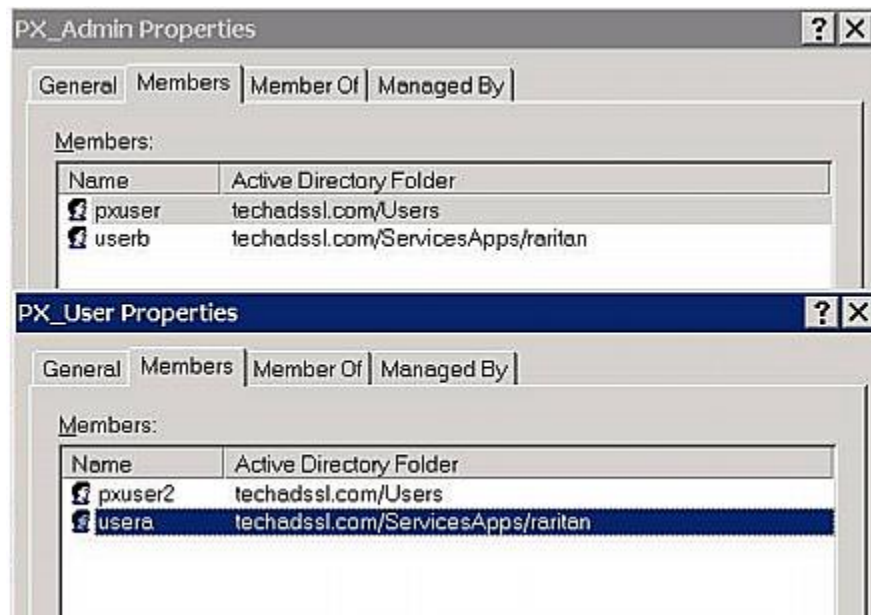 PX_Admin Properties
General Members Member Of Managed By
Members:
Name Active Directory Folder
pxuser techadssl.com/Users
userb techadssl.com/ServicesApps/raritan
PX_User Properties
General Members Member Of Managed By
Members:
Name Active Directory Folder
pxuser2 techadssl.com/Users
usera techadssl.com/ServicesApps/raritan